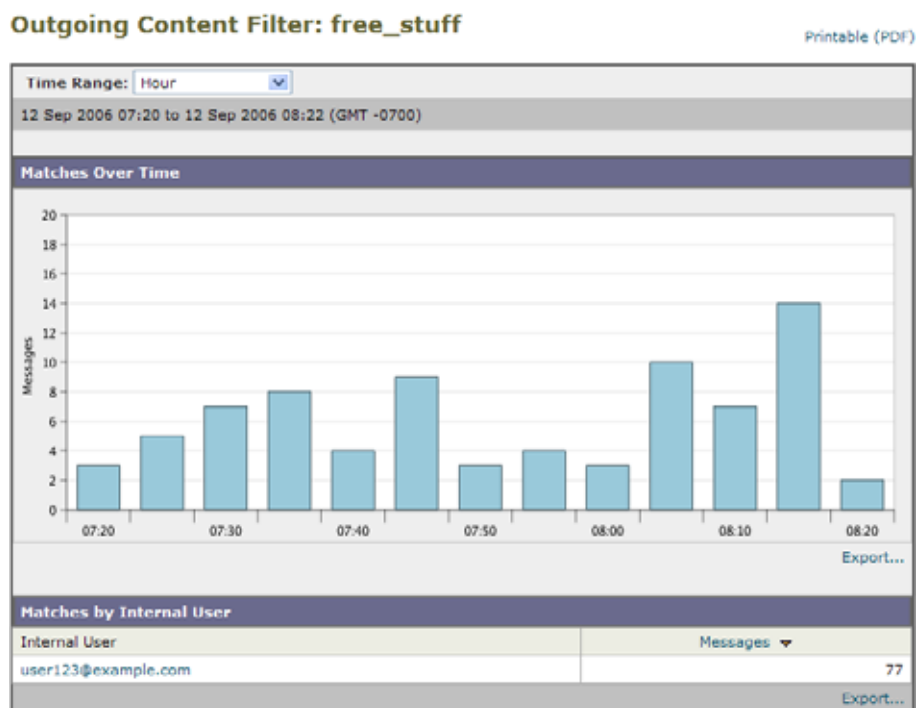 Outgoing Content Filter: free_stuff
Printable (PDF)
Time Range: Hour
12 Sep 2006 07:20 to 12 Sep 2006 08:22 (GMT -0700)
Matches Over Time
20
18
16
14
12
10
8
6
4
2
0
Messages
07:20 07:30 07:40 07:50 08:00 08:10 08:20
Export...
Matches by Internal User
Internal User Messages
user123@example.com 77
Export...